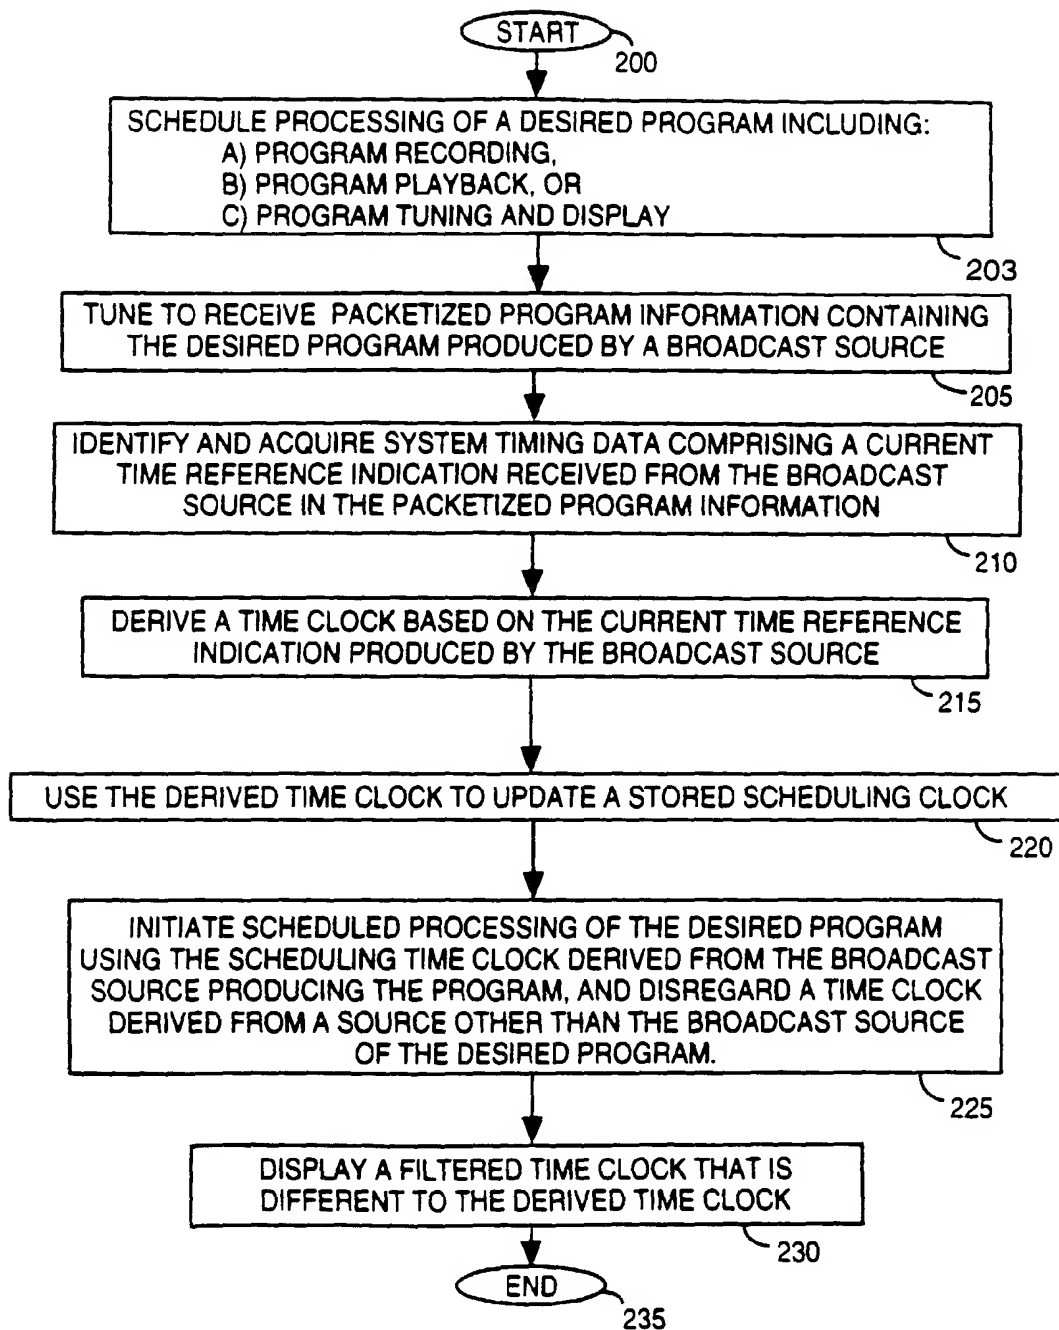 START
200
SCHEDULE PROCESSING OF A DESIRED PROGRAM INCLUDING:
A) PROGRAM RECORDING,
B) PROGRAM PLAYBACK, OR
C) PROGRAM TUNING AND DISPLAY
203
TUNE TO RECEIVE PACKETIZED PROGRAM INFORMATION CONTAINING
THE DESIRED PROGRAM PRODUCED BY A BROADCAST SOURCE
205
IDENTIFY AND ACQUIRE SYSTEM TIMING DATA COMPRISING A CURRENT
TIME REFERENCE INDICATION RECEIVED FROM THE BROADCAST
SOURCE IN THE PACKETIZED PROGRAM INFORMATION
210
DERIVE A TIME CLOCK BASED ON THE CURRENT TIME REFERENCE
INDICATION PRODUCED BY THE BROADCAST SOURCE
215
USE THE DERIVED TIME CLOCK TO UPDATE A STORED SCHEDULING CLOCK
220
INITIATE SCHEDULED PROCESSING OF THE DESIRED PROGRAM
USING THE SCHEDULING TIME CLOCK DERIVED FROM THE BROADCAST
SOURCE PRODUCING THE PROGRAM, AND DISREGARD A TIME CLOCK
DERIVED FROM A SOURCE OTHER THAN THE BROADCAST SOURCE
OF THE DESIRED PROGRAM.
225
DISPLAY A FILTERED TIME CLOCK THAT IS
DIFFERENT TO THE DERIVED TIME CLOCK
230
END
235